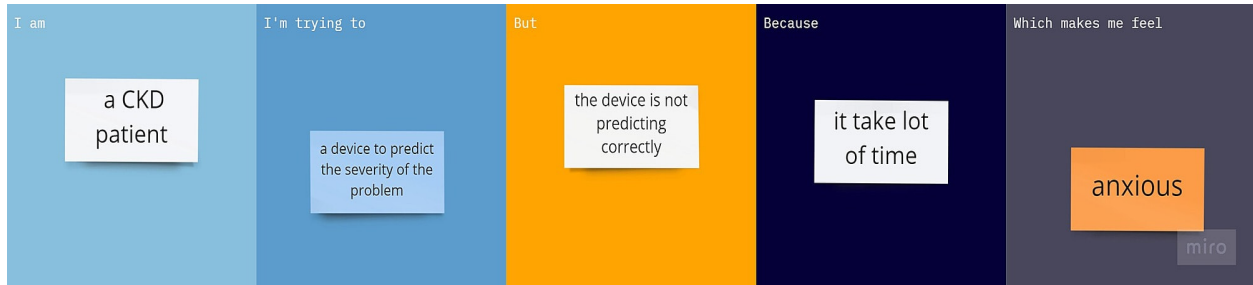 I am
a CKD
patient
I'm trying to
a device to predict
the severity of the
problem
But
the device is not
predicting
correctly
Because
it take lot
of time
Which makes me feel
anxious
miro